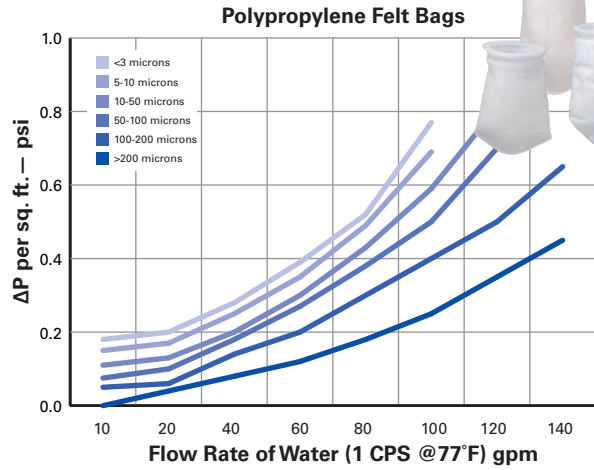 Polypropylene Felt Bags
ΔP per sq. ft. — psi
1.0
0.8
0.6
0.4
0.2
0.0
<3 microns
5-10 microns
10-50 microns
50-100 microns
100-200 microns
>200 microns
10 20 40 60 80 100 120 140
Flow Rate of Water (1 CPS @77˚F) gpm